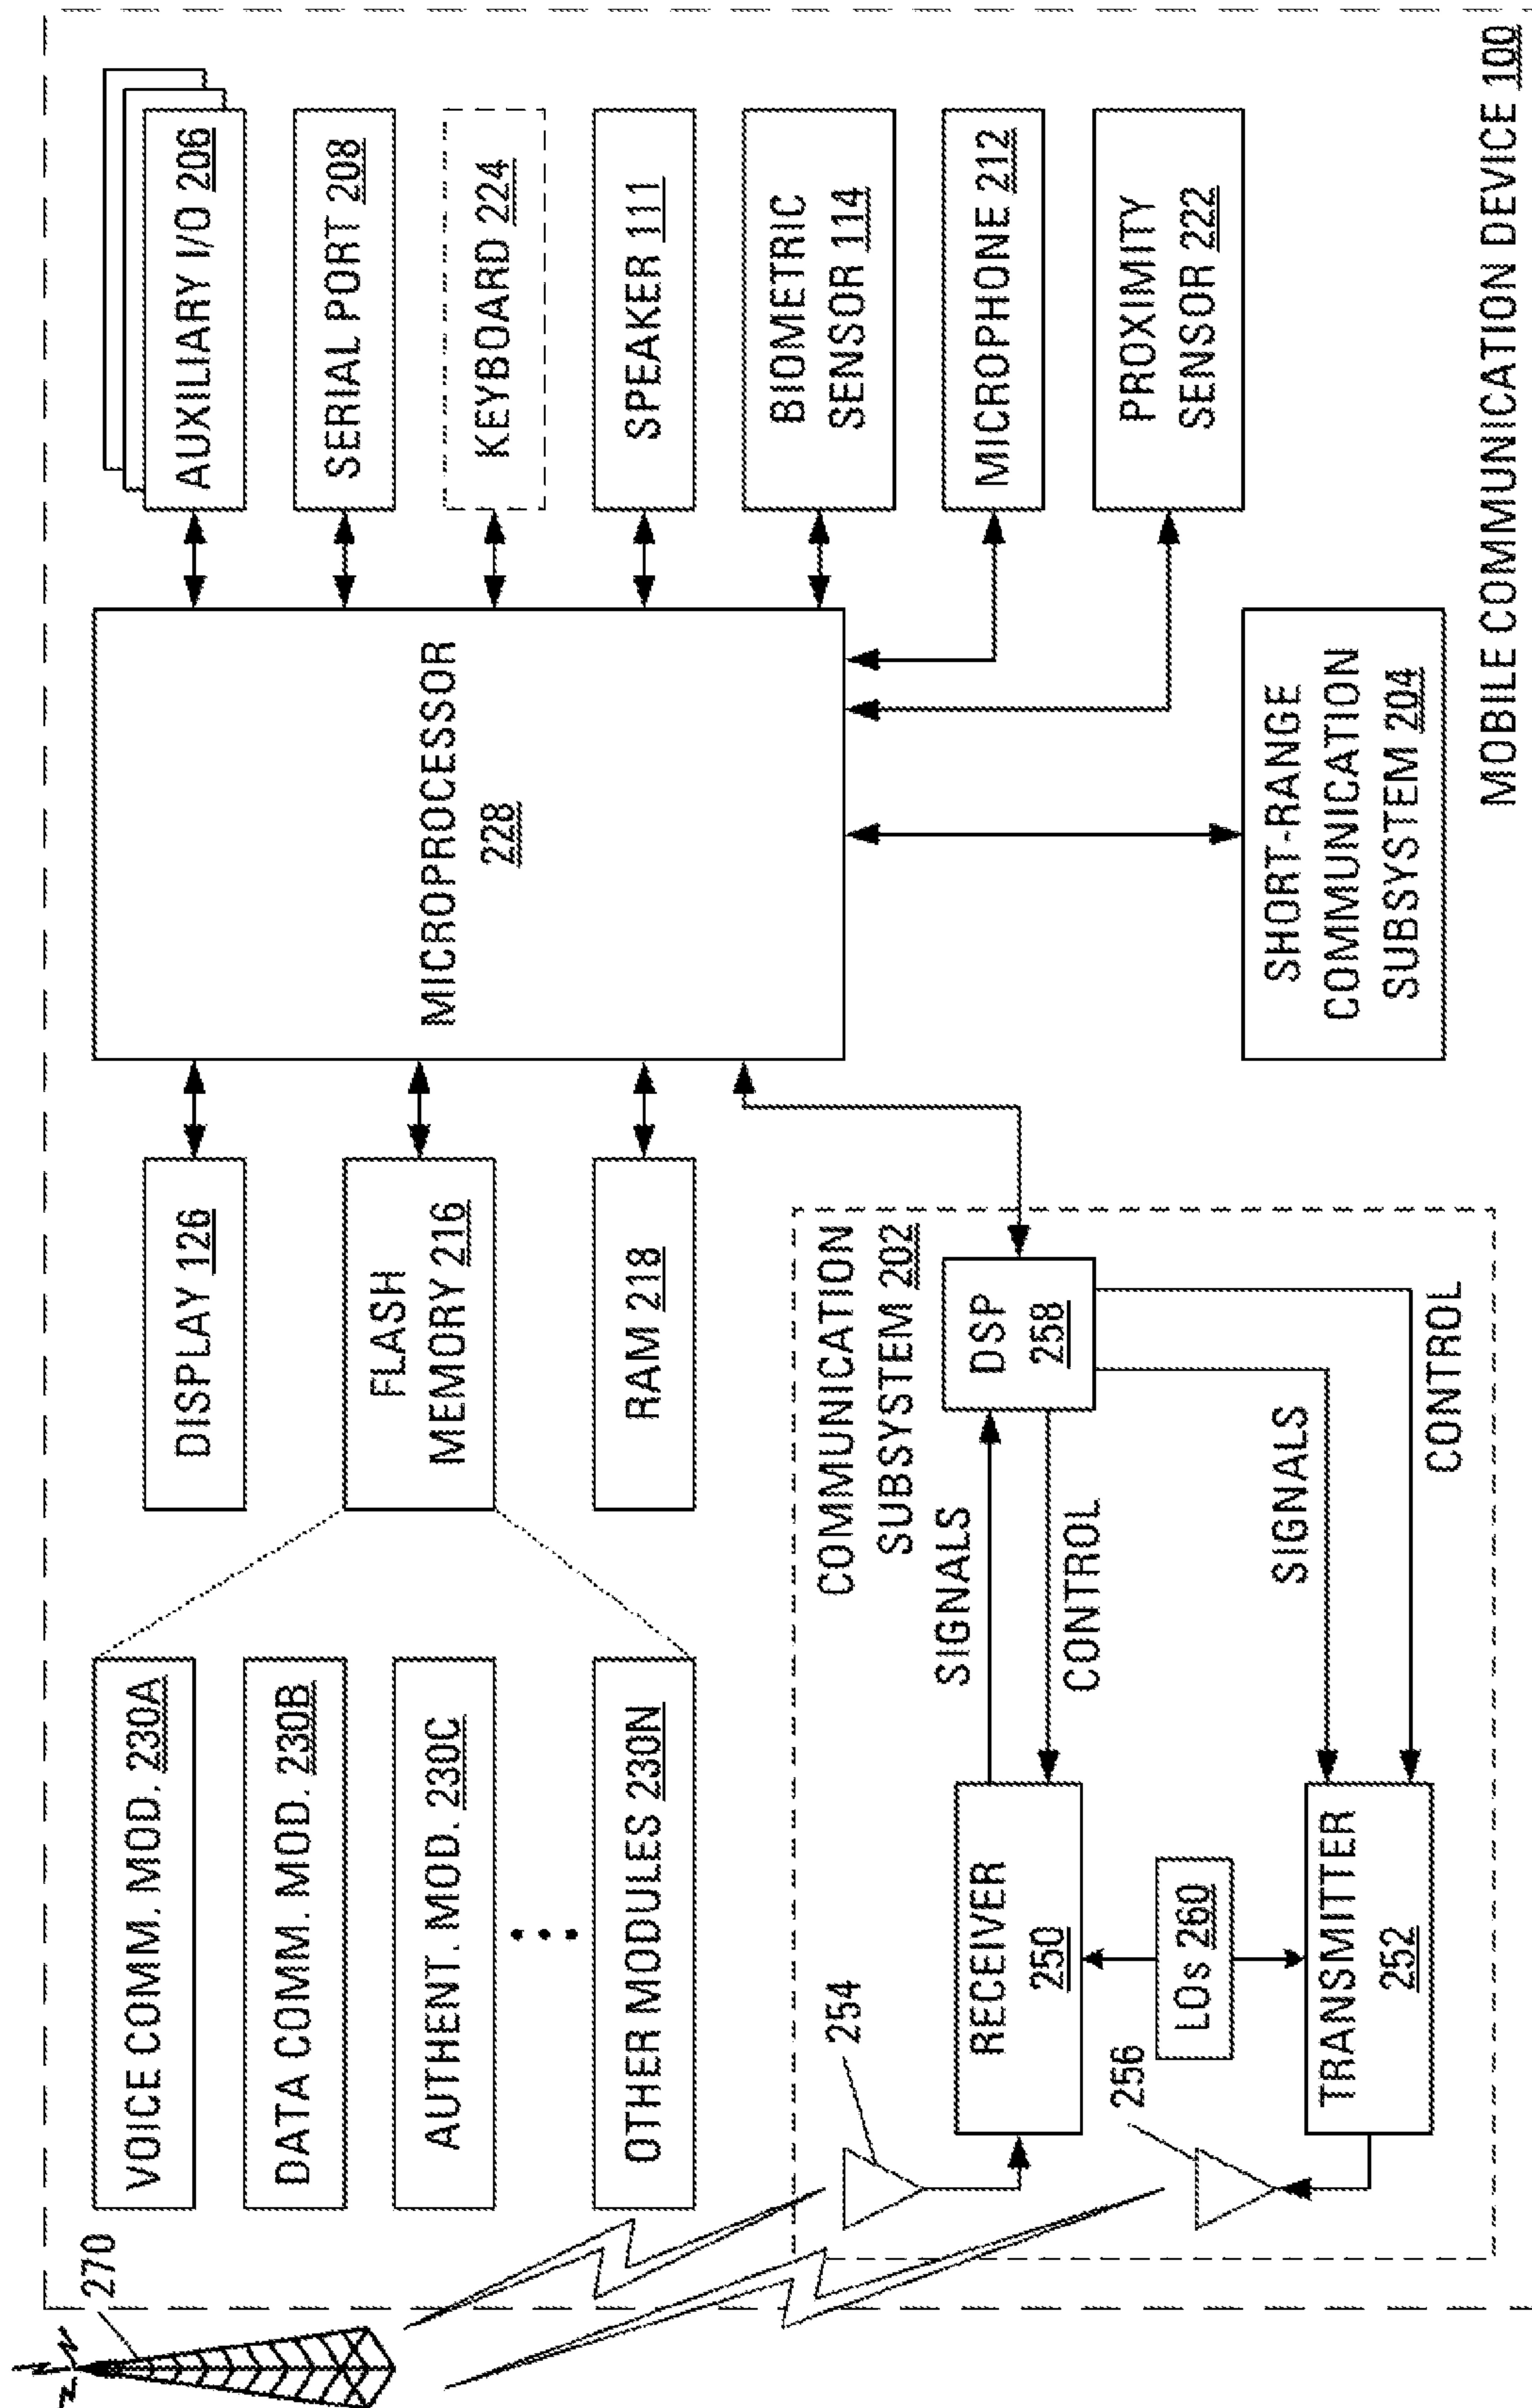 270
VOICE COMM. MOD. 230A
DATA COMM. MOD. 230B
AUTHENT. MOD. 230C
OTHER MODULES 230N
DISPLAY 126
FLASH
MEMORY 216
RAM 218
MICROPROCESSOR
228
AUXILIARY I/O 206
SERIAL PORT 208
KEYBOARD 224
SPEAKER 111
BIOMETRIC
SENSOR 114
MICROPHONE 212
PROXIMITY
SENSOR 222
COMMUNICATION
SUBSYSTEM 202
254
RECEIVER
250
SIGNALS
CONTROL
DSP
258
256
LOs 260
TRANSMITTER
252
SIGNALS
CONTROL
SHORT-RANGE
COMMUNICATION
SUBSYSTEM 204
MOBILE COMMUNICATION DEVICE 100